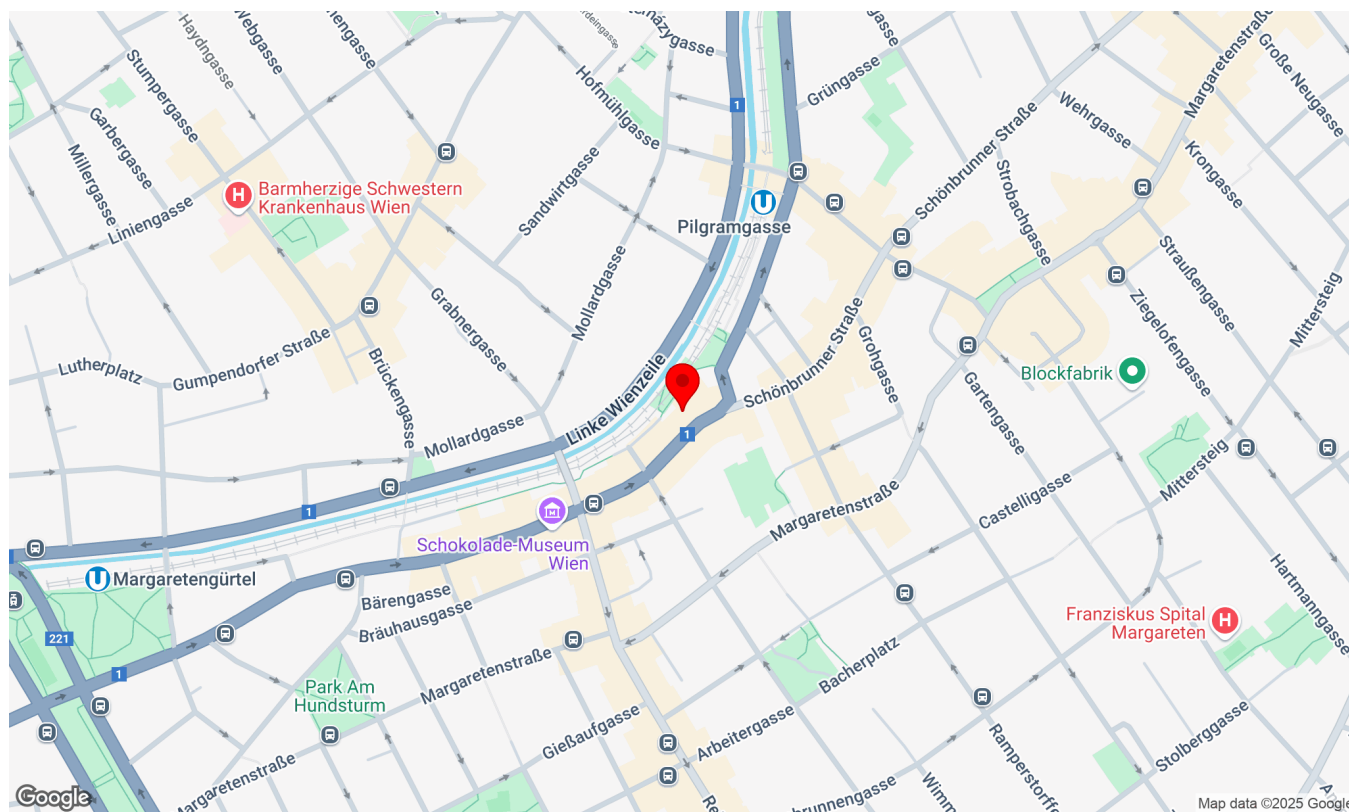 Haydngasse
Webgasse
Stumpergasse
Garbergasse
Millergasse
Liniengasse
Barmherzige Schwestern
Krankenhaus Wien
Hofmühlgasse
Sandwirtgasse
Mollardgasse
Grabnergasse
Gumpendorfer Straße
Lutherplatz
Brückengasse
Mollardgasse
Linke Wienzeile
1
U
Pilgramgasse
Grüngasse
Schönbrunner Straße
Wehrgasse
Margaretenstraße
Große Neugasse
Krongasse
Strobachgasse
Straußengasse
Ziegelofengasse
Mittersteig
Grohgasse
Schönbrunner Straße
Gartengasse
Blockfabrik
1
1
Schokolade-Museum
Wien
U
Margaretengürtel
Bärengasse
Bräuhausgasse
Margaretenstraße
Castelligasse
Mittersteig
Hartmanngasse
Franziskus Spital
Margareten
H
H
221
1
Park Am
Hundsturm
Margaretenstraße
Margaretenstraße
Gießaufgasse
Arbeitergasse
Bacherplatz
Stolberggasse
Google
Map data ©2025 Google